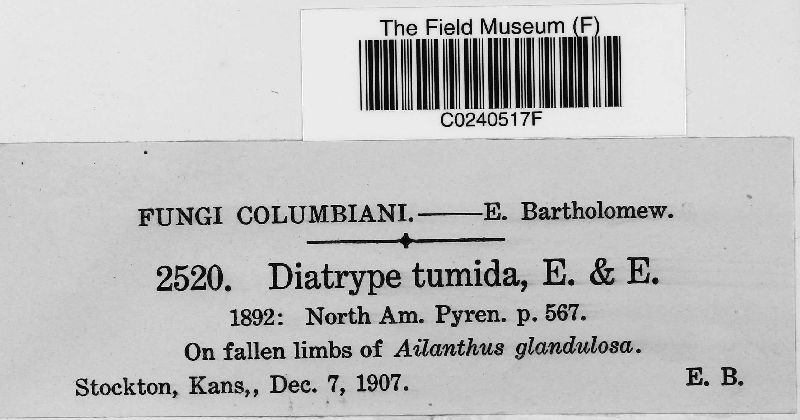 The Field Museum (F)
C0240517F
FUNGI COLUMBIANI.——E. Bartholomew.
2520. Diatrype tumida, E. & E.
1892: North Am. Pyren. p. 567.
On fallen limbs of Ailanthus glandulosa.
Stockton, Kans,, Dec. 7, 1907. E. B.